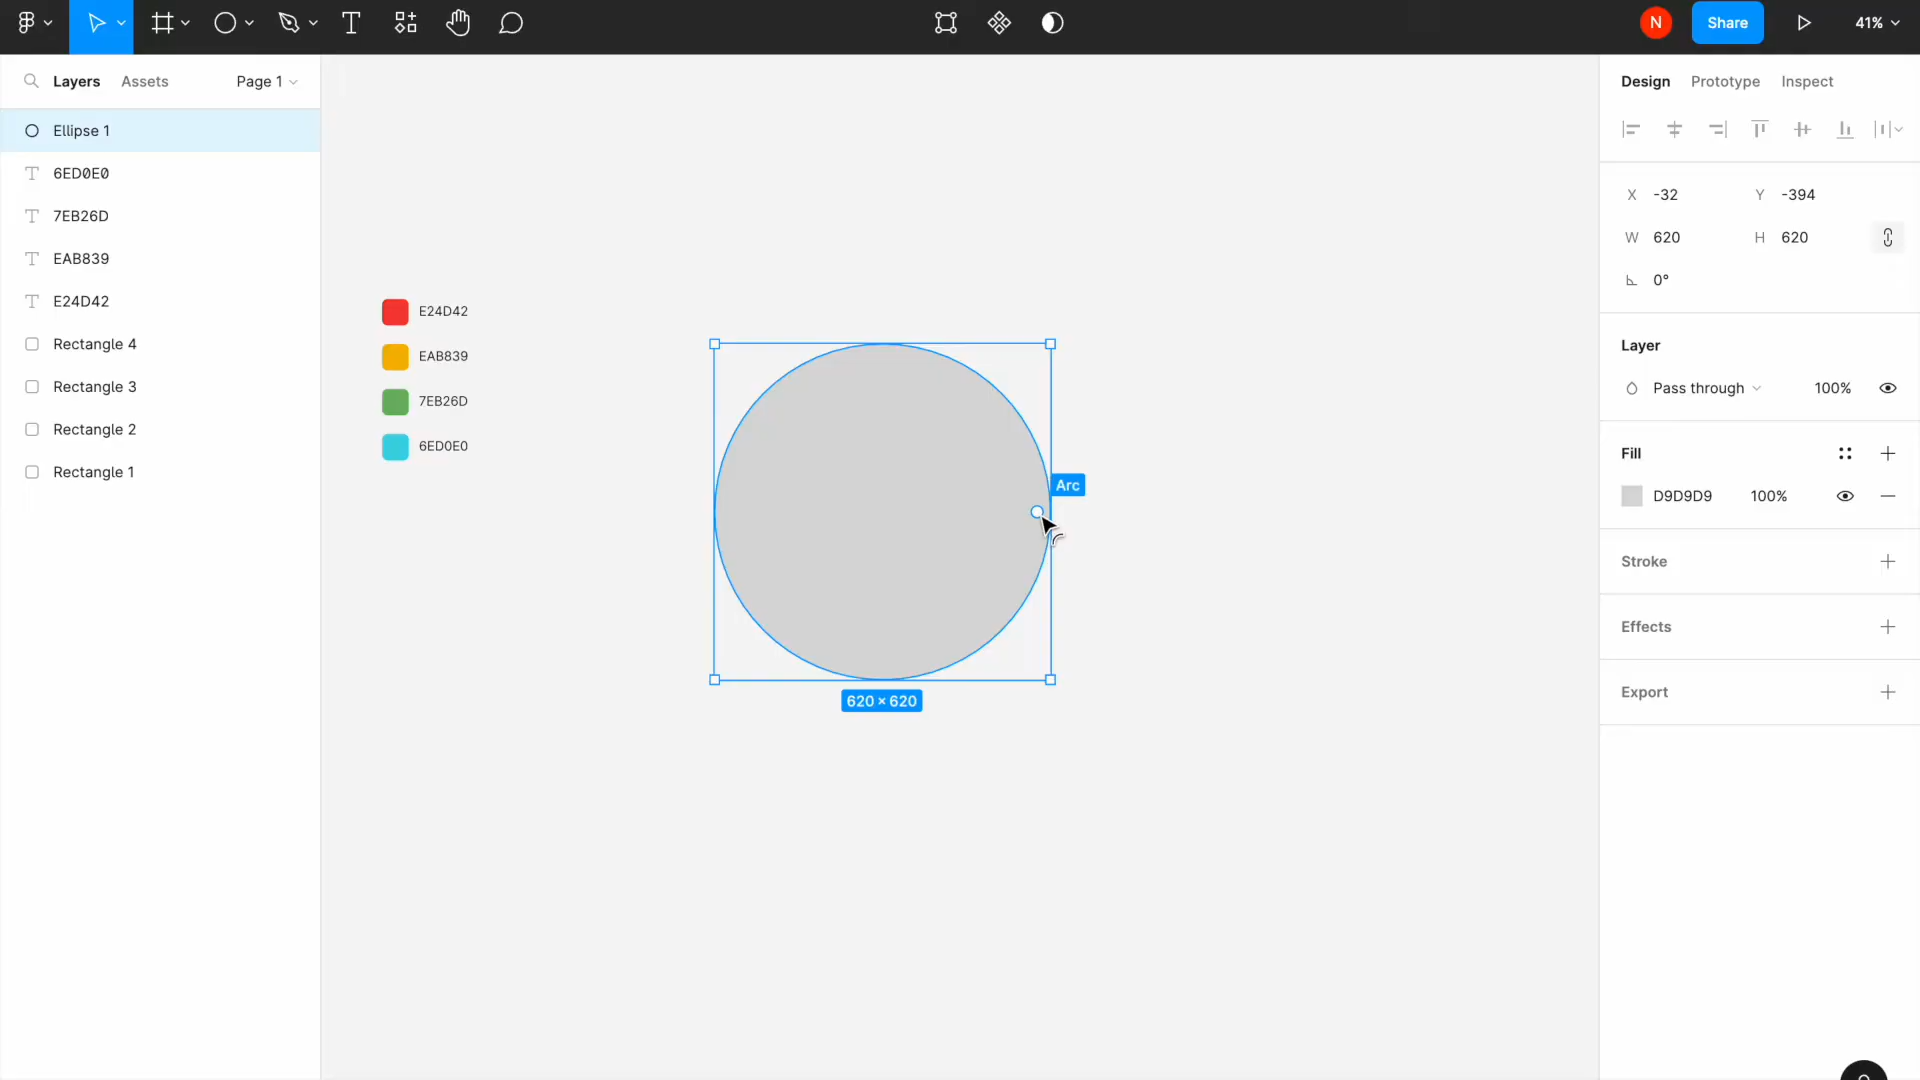 N
Share
41%
Layers
Assets
Page 1
Design
Prototype
Inspect
Ellipse 1
6ED0E0
7EB26D
EAB839
E24D42
Rectangle 4
Rectangle 3
Rectangle 2
Rectangle 1
E24D42
EAB839
7EB26D
6ED0E0
Arc
620 × 620
X -32
Y -394
W 620
H 620
0°
Layer
Pass through
100%
Fill
D9D9D9
100%
Stroke
Effects
Export